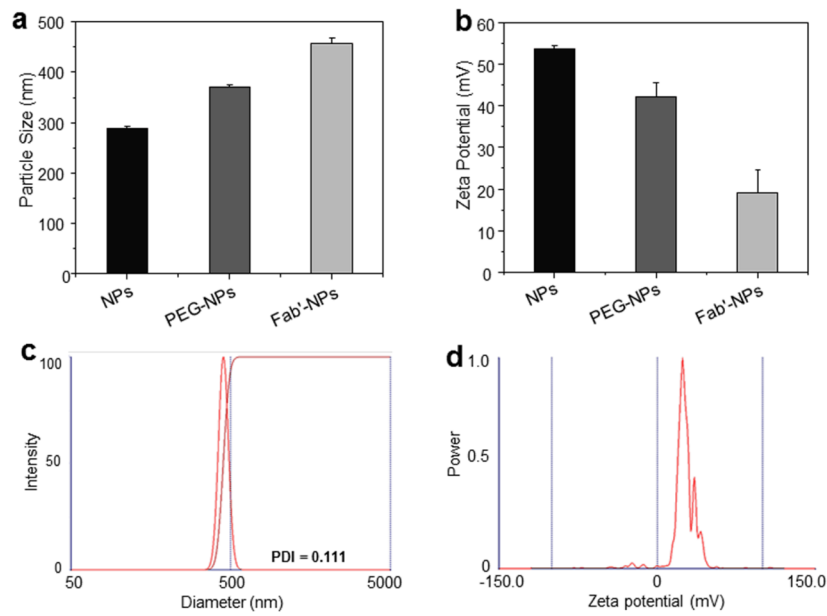 a
500
400
300
200
100
0
Particle Size (nm)
NPs
PEG-NPs
Fab'-NPs
b
60
50
40
30
20
10
0
Zeta Potential (mV)
NPs
PEG-NPs
Fab'-NPs
c
100
50
0
Intensity
PDI = 0.111
50
500
5000
Diameter (nm)
d
1.0
0.5
0
Power
-150.0
0
150.0
Zeta potential (mV)